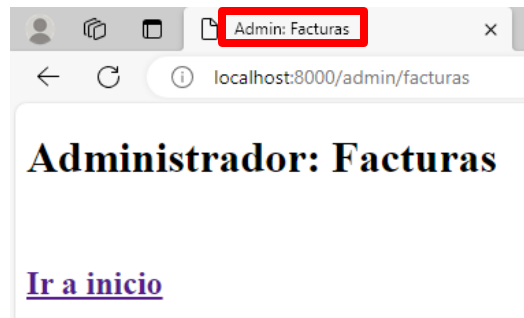 Admin: Facturas
localhost:8000/admin/facturas
Administrador: Facturas
Ir a inicio